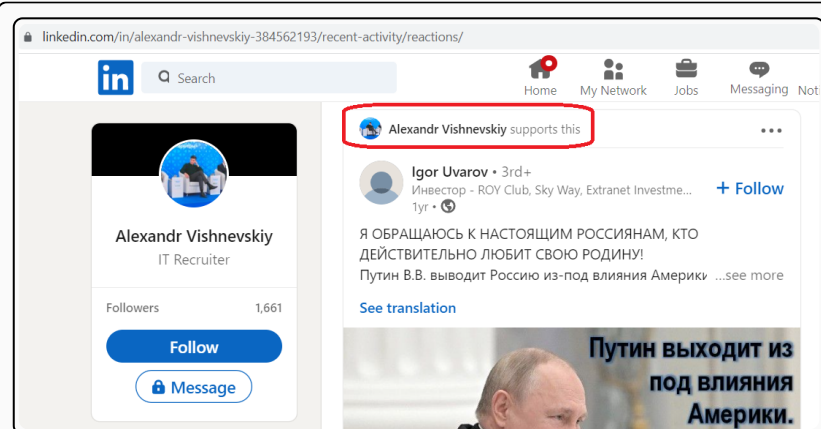 linkedin.com/in/alexandr-vishnevskiy-384562193/recent-activity/reactions/
in
Search
Home
My Network
Jobs
Messaging
Noti
Alexandr Vishnevskiy
IT Recruiter
Followers 1,661
Follow
Message
Alexandr Vishnevskiy supports this
Igor Uvarov • 3rd+
Инвестор - ROY Club, Sky Way, Extranet Investme...
1yr •
+ Follow
Я ОБРАЩАЮСЬ К НАСТОЯЩИМ РОССИЯНАМ, КТО
ДЕЙСТВИТЕЛЬНО ЛЮБИТ СВОЮ РОДИНУ!
Путин В.В. выводит Россию из-под влияния Америки ...see more
See translation
Путин выходит из
под влияния
Америки.